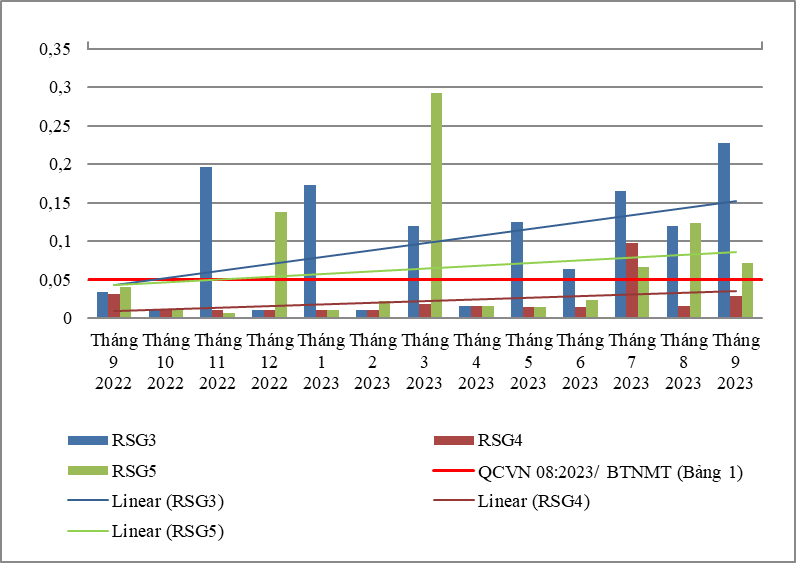 0,35
0,3
0,25
0,2
0,15
0,1
0,05
0
Tháng Tháng Tháng Tháng Tháng Tháng Tháng Tháng Tháng Tháng Tháng Tháng Tháng
9 10 11 12 1 2 3 4 5 6 7 8 9
2022 2022 2022 2022 2023 2023 2023 2023 2023 2023 2023 2023 2023
RSG3 RSG4
RSG5 QCVN 08:2023/ BTNMT (Bảng 1)
Linear (RSG3) Linear (RSG4)
Linear (RSG5)